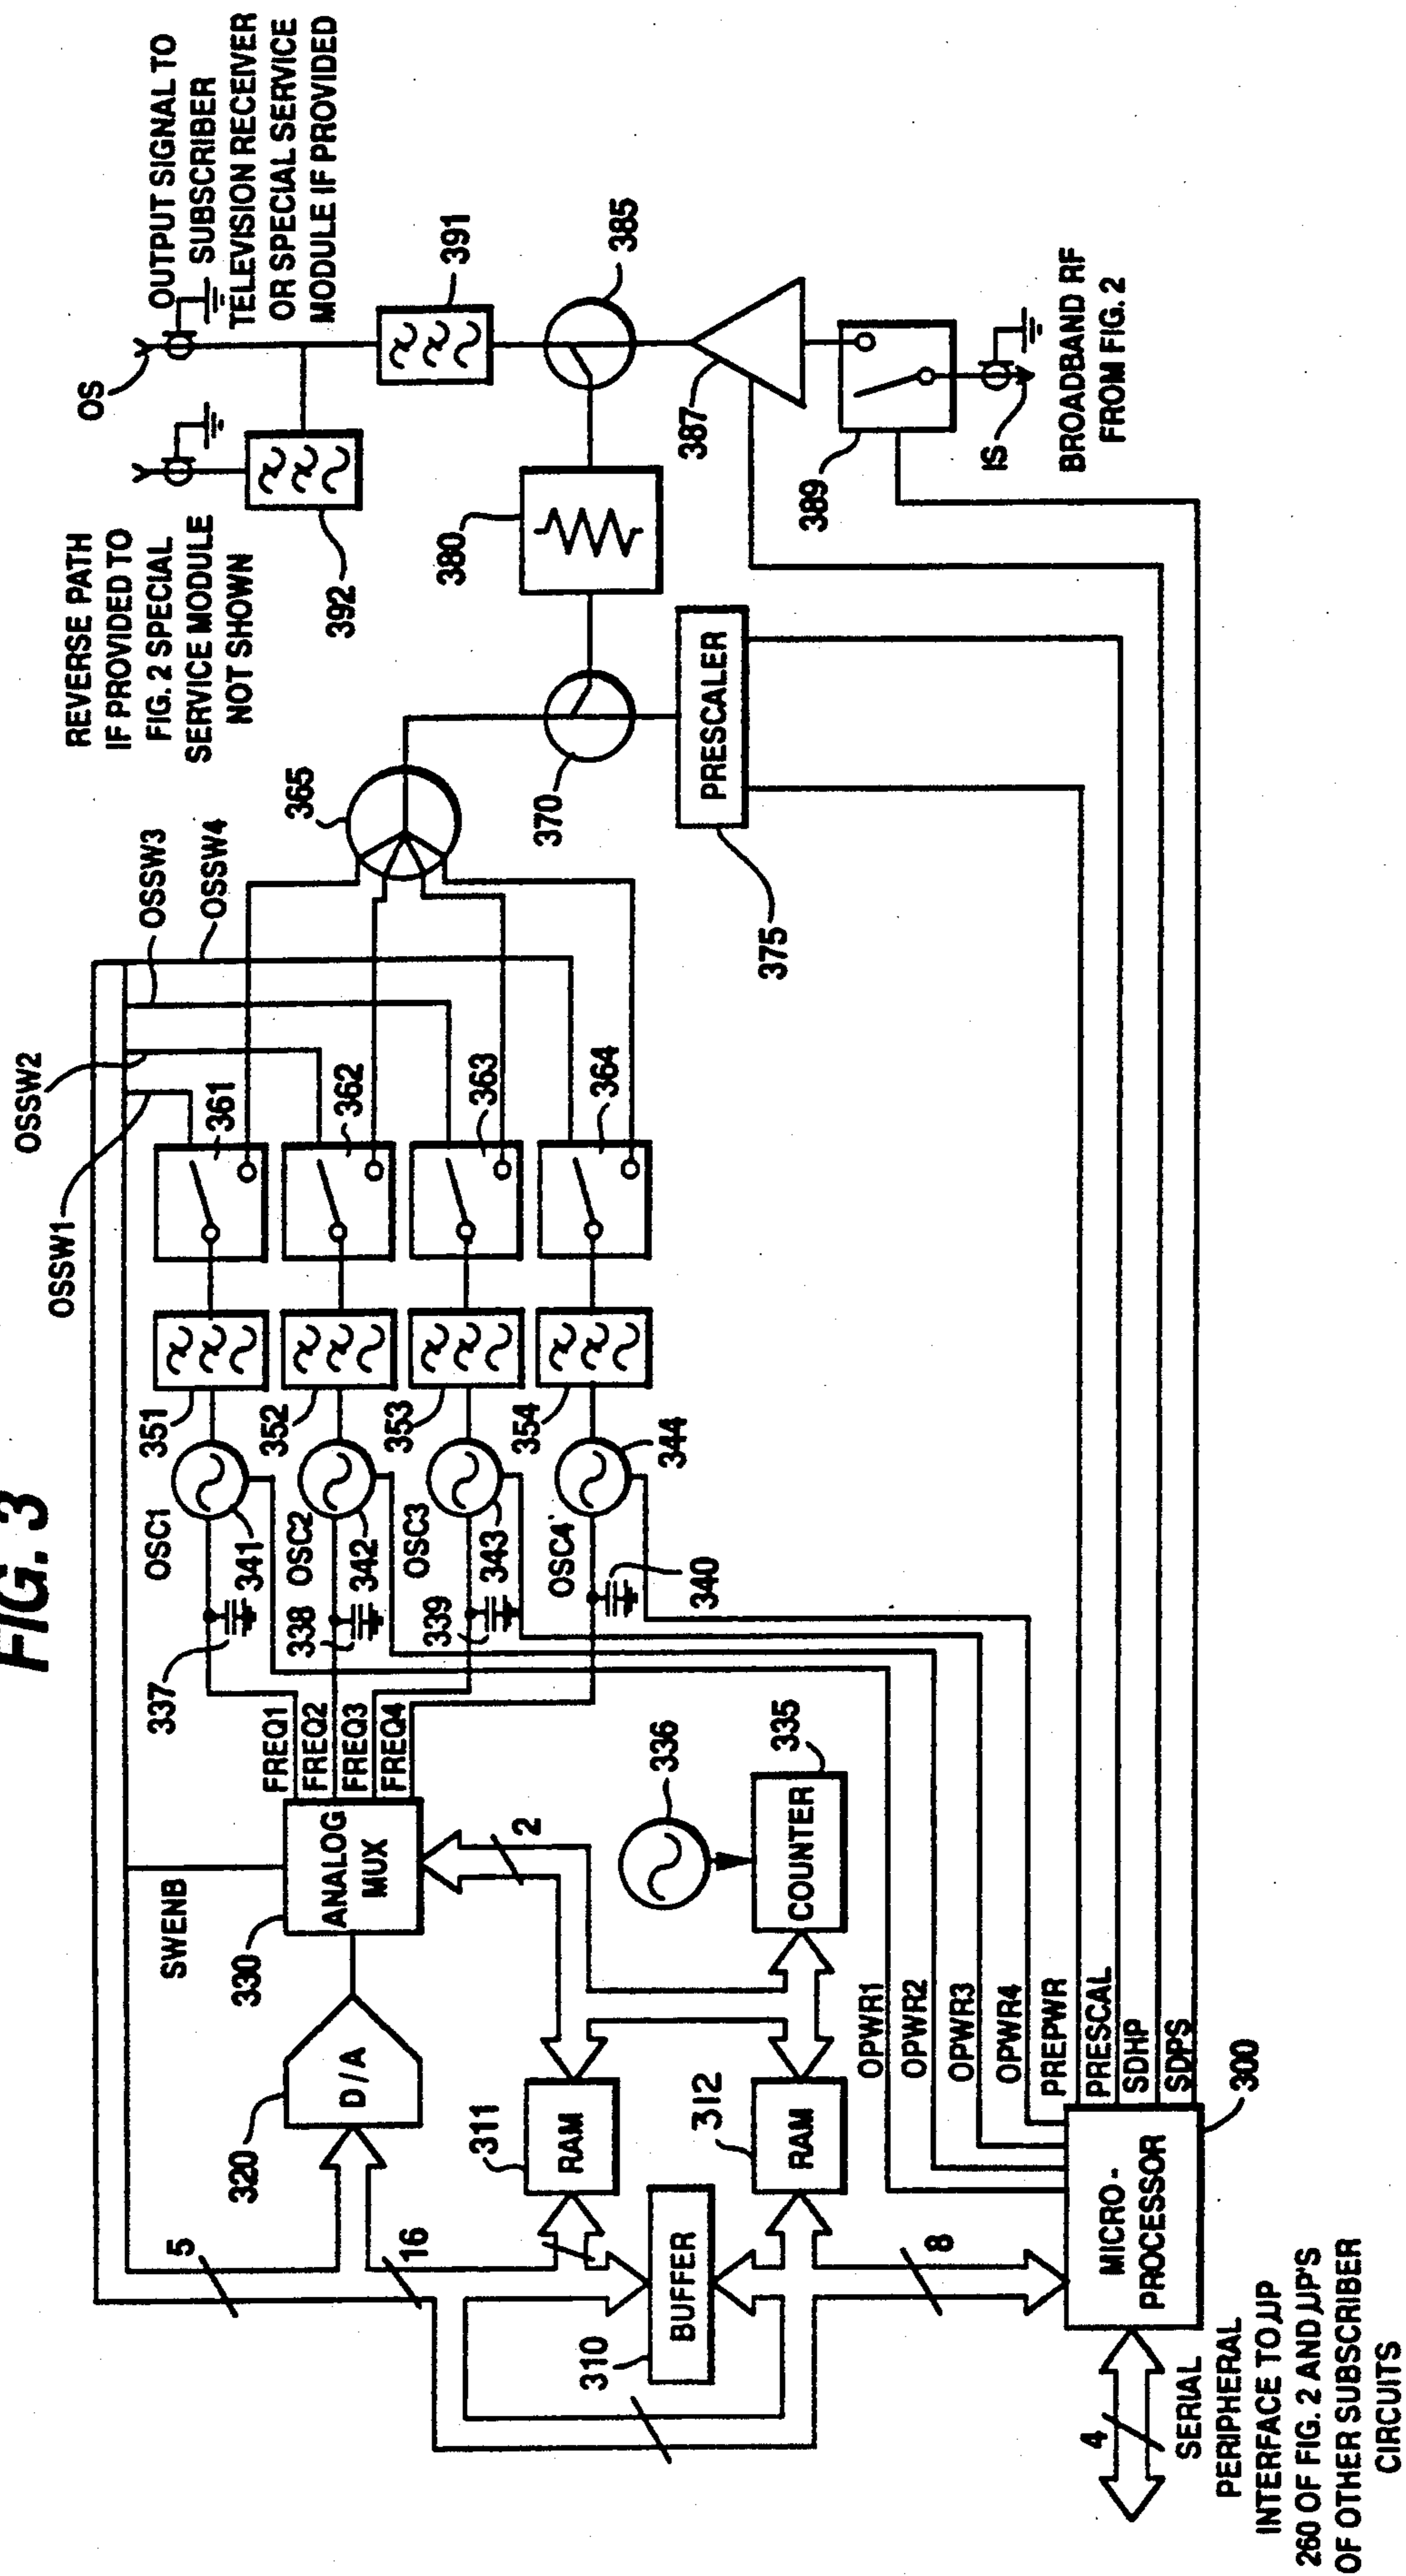 FIG. 3
OSSW1
OSSW2
OSSW3
OSSW4
REVERSE PATH
IF PROVIDED TO
FIG. 2 SPECIAL
SERVICE MODULE
NOT SHOWN
OS
OUTPUT SIGNAL TO
SUBSCRIBER
TELEVISION RECEIVER
OR SPECIAL SERVICE
MODULE IF PROVIDED
5
SWENB
16
320
D/A
330
ANALOG
MUX
FREQ1
FREQ2
FREQ3
FREQ4
337
338
339
340
OSC1
OSC2
OSC3
OSC4
341
342
343
344
351
352
353
354
361
362
363
364
365
370
375
PRESCALER
380
385
387
389
391
392
IS
BROADBAND RF
FROM FIG. 2
2
311
RAM
312
RAM
310
BUFFER
336
335
COUNTER
8
OPWR1
OPWR2
OPWR3
OPWR4
PREPWR
PRESCAL
SDHP
SDPS
300
MICRO-
PROCESSOR
4
SERIAL
PERIPHERAL
INTERFACE TO µP
260 OF FIG. 2 AND µP'S
OF OTHER SUBSCRIBER
CIRCUITS